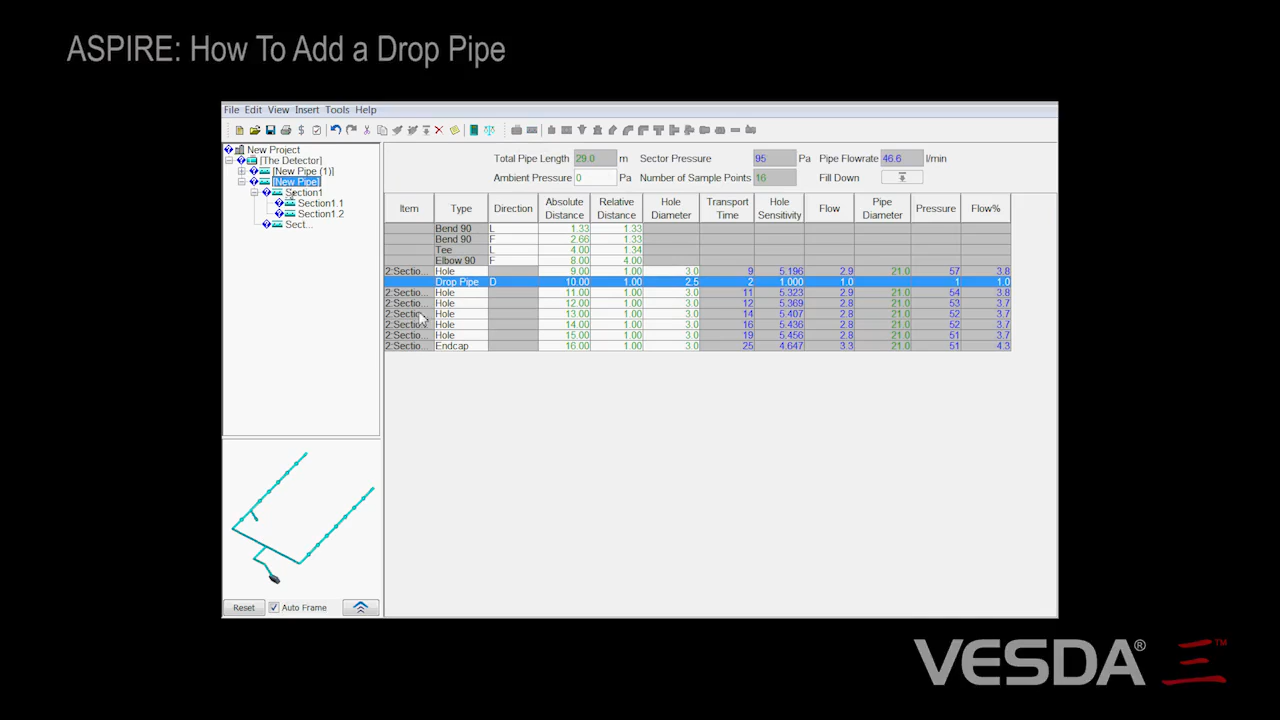 ASPIRE: How To Add a Drop Pipe
File Edit View Insert Tools Help
New Project
[The Detector]
[New Pipe (1)]
[New Pipe]
Section1
Section1.1
Section1.2
Sect...
Total Pipe Length 29.0 m Sector Pressure 95 Pa Pipe Flowrate 46.6 l/min
Ambient Pressure 0 Pa Number of Sample Points 16 Fill Down
Item Type Direction Absolute Distance Relative Distance Hole Diameter Transport Time Hole Sensitivity Flow Pipe Diameter Pressure Flow%
Bend 90 L 1.33 1.33
Bend 90 F 2.66 1.33
Tee L 4.00 1.34
Elbow 90 F 8.00 4.00
2:Sectio... Hole 9.00 1.00 3.0 9 5.196 2.9 21.0 57 3.8
Drop Pipe D 10.00 1.00 2.5 2 1.000 1.0 1 1.0
2:Sectio... Hole 11.00 1.00 3.0 11 5.323 2.9 21.0 54 3.8
2:Sectio... Hole 12.00 1.00 3.0 12 5.369 2.8 21.0 53 3.7
2:Sectio... Hole 13.00 1.00 3.0 14 5.407 2.8 21.0 52 3.7
2:Sectio... Hole 14.00 1.00 3.0 16 5.436 2.8 21.0 52 3.7
2:Sectio... Hole 15.00 1.00 3.0 19 5.456 2.8 21.0 51 3.7
2:Sectio... Endcap 16.00 1.00 3.0 25 4.647 3.3 21.0 51 4.3
Reset Auto Frame
VESDA® ™